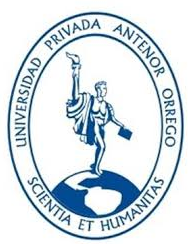 UNIVERSIDAD PRIVADA ANTENOR ORREGO
SCIENTIA ET HUMANITAS